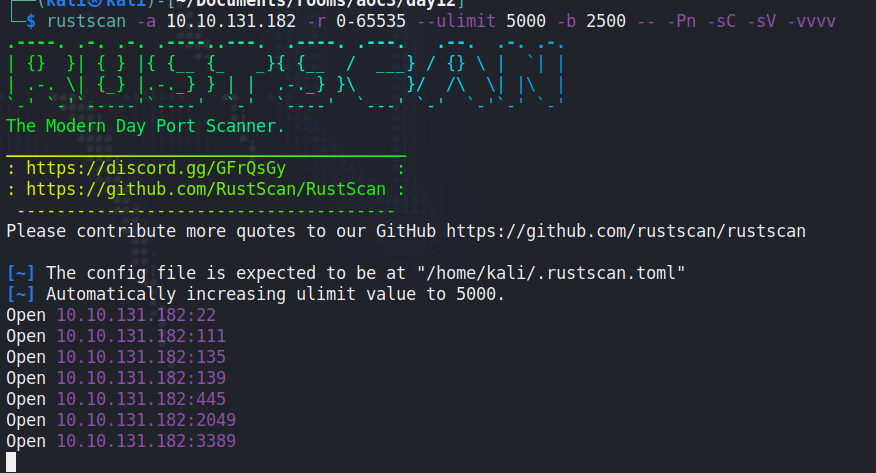 (kali㉿kali)-[~/Documents/rooms/aoc3/day12]
$ rustscan -a 10.10.131.182 -r 0-65535 --ulimit 5000 -b 2500 -- -Pn -sC -sV -vvvv
.----. .-. .-. .----..---.  .----. .---.   .--.  .-. .-.
| {}  }| { } |{ {__ {_   _}{ {__  /  ___} / {} \ |  `| |
| .-. \| {_} |.-._} } | |  .-._} }\     }/  /\  \| |\  |
`-' `-'`-----'`----'  `-'  `----'  `---' `-'  `-'`-' `-'
The Modern Day Port Scanner.
________________________________________
: https://discord.gg/GFrQsGy           :
: https://github.com/RustScan/RustScan :
 --------------------------------------
Please contribute more quotes to our GitHub https://github.com/rustscan/rustscan
[~] The config file is expected to be at "/home/kali/.rustscan.toml"
[~] Automatically increasing ulimit value to 5000.
Open 10.10.131.182:22
Open 10.10.131.182:111
Open 10.10.131.182:135
Open 10.10.131.182:139
Open 10.10.131.182:445
Open 10.10.131.182:2049
Open 10.10.131.182:3389